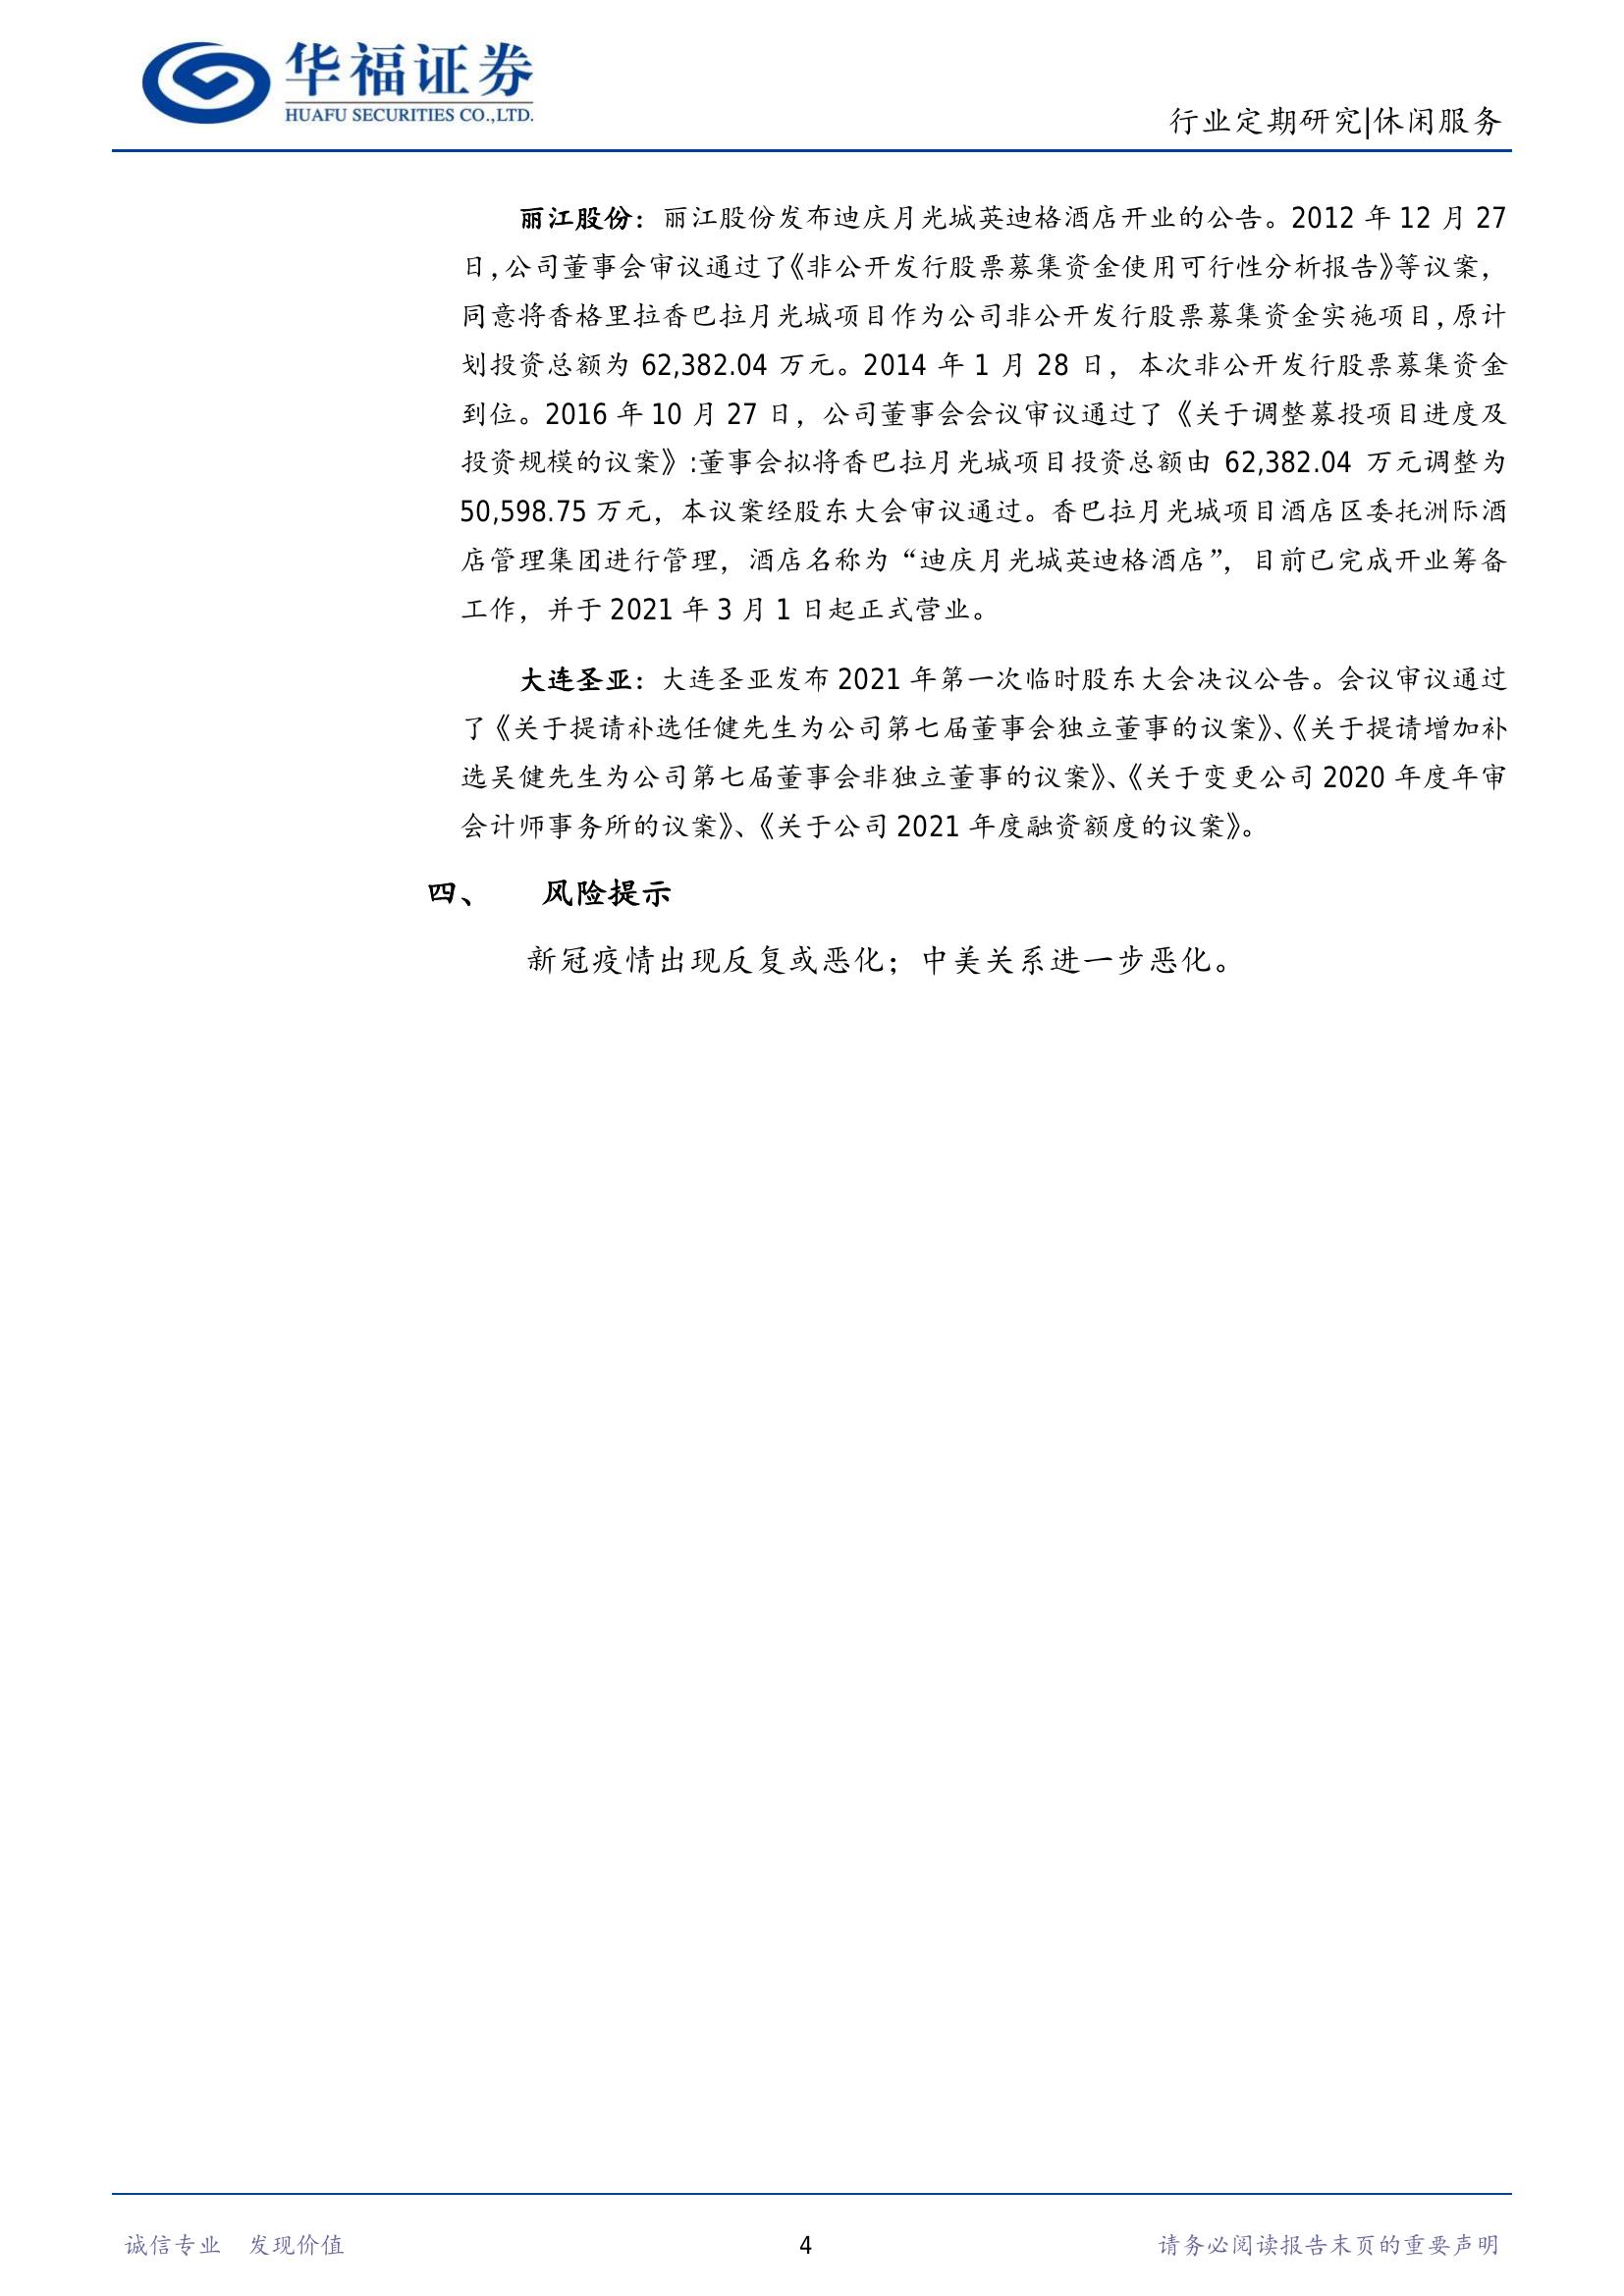 华福证券
HUAFU SECURITIES CO.,LTD.
行业定期研究|休闲服务
丽江股份：丽江股份发布迪庆月光城英迪格酒店开业的公告。2012 年 12 月 27
日，公司董事会审议通过了《非公开发行股票募集资金使用可行性分析报告》等议案，
同意将香格里拉香巴拉月光城项目作为公司非公开发行股票募集资金实施项目，原计
划投资总额为 62,382.04 万元。2014 年 1 月 28 日，本次非公开发行股票募集资金
到位。2016 年 10 月 27 日，公司董事会会议审议通过了《关于调整募投项目进度及
投资规模的议案》:董事会拟将香巴拉月光城项目投资总额由 62,382.04 万元调整为
50,598.75 万元，本议案经股东大会审议通过。香巴拉月光城项目酒店区委托洲际酒
店管理集团进行管理，酒店名称为“迪庆月光城英迪格酒店”，目前已完成开业筹备
工作，并于 2021 年 3 月 1 日起正式营业。
大连圣亚：大连圣亚发布 2021 年第一次临时股东大会决议公告。会议审议通过
了《关于提请补选任健先生为公司第七届董事会独立董事的议案》、《关于提请增加补
选吴健先生为公司第七届董事会非独立董事的议案》、《关于变更公司 2020 年度年审
会计师事务所的议案》、《关于公司 2021 年度融资额度的议案》。
四、 风险提示
新冠疫情出现反复或恶化；中美关系进一步恶化。
诚信专业 发现价值
4
请务必阅读报告末页的重要声明